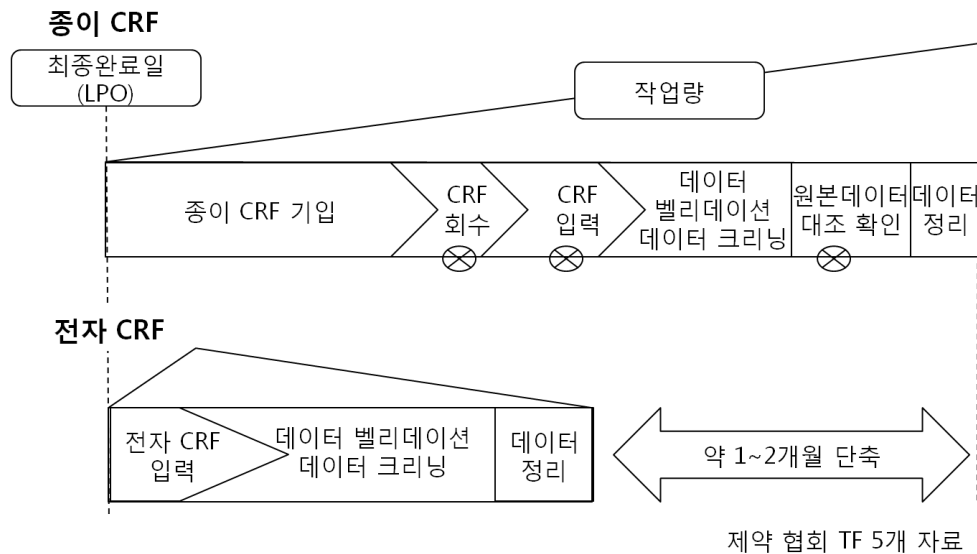 종이 CRF
최종완료일
(LPO)
작업량
종이 CRF 기입
CRF
회수
CRF
입력
데이터
벨리데이션
데이터 크리닝
원본데이터
대조 확인
데이터
정리
전자 CRF
전자 CRF
입력
데이터 벨리데이션
데이터 크리닝
데이터
정리
약 1~2개월 단축
제약 협회 TF 5개 자료